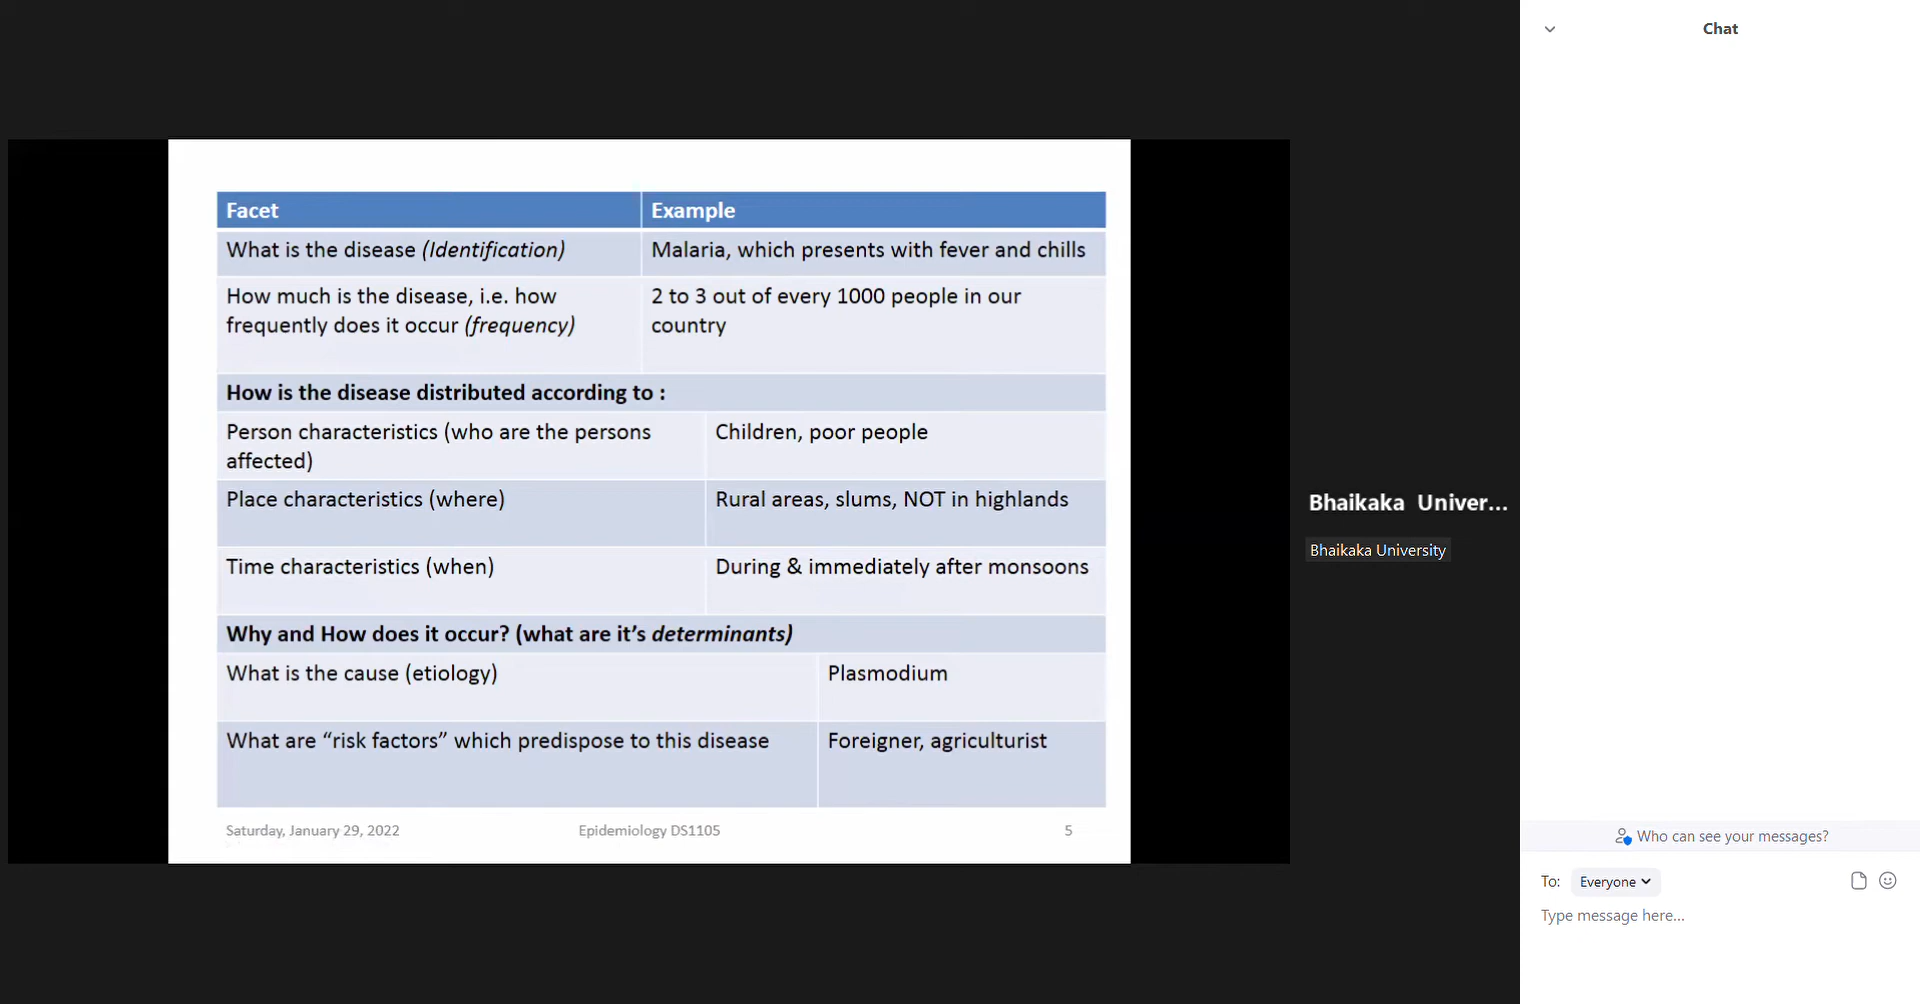 Facet Example
What is the disease (Identification) Malaria, which presents with fever and chills
How much is the disease, i.e. how 2 to 3 out of every 1000 people in our
frequently does it occur (frequency) country
How is the disease distributed according to :
Person characteristics (who are the persons Children, poor people
affected)
Place characteristics (where) Rural areas, slums, NOT in highlands
Time characteristics (when) During & immediately after monsoons
Why and How does it occur? (what are it’s determinants)
What is the cause (etiology) Plasmodium
What are “risk factors” which predispose to this disease Foreigner, agriculturist
Saturday, January 29, 2022 Epidemiology DS1105 5
Bhaikaka Univer...
Bhaikaka University
Chat
Who can see your messages?
To: Everyone
Type message here...